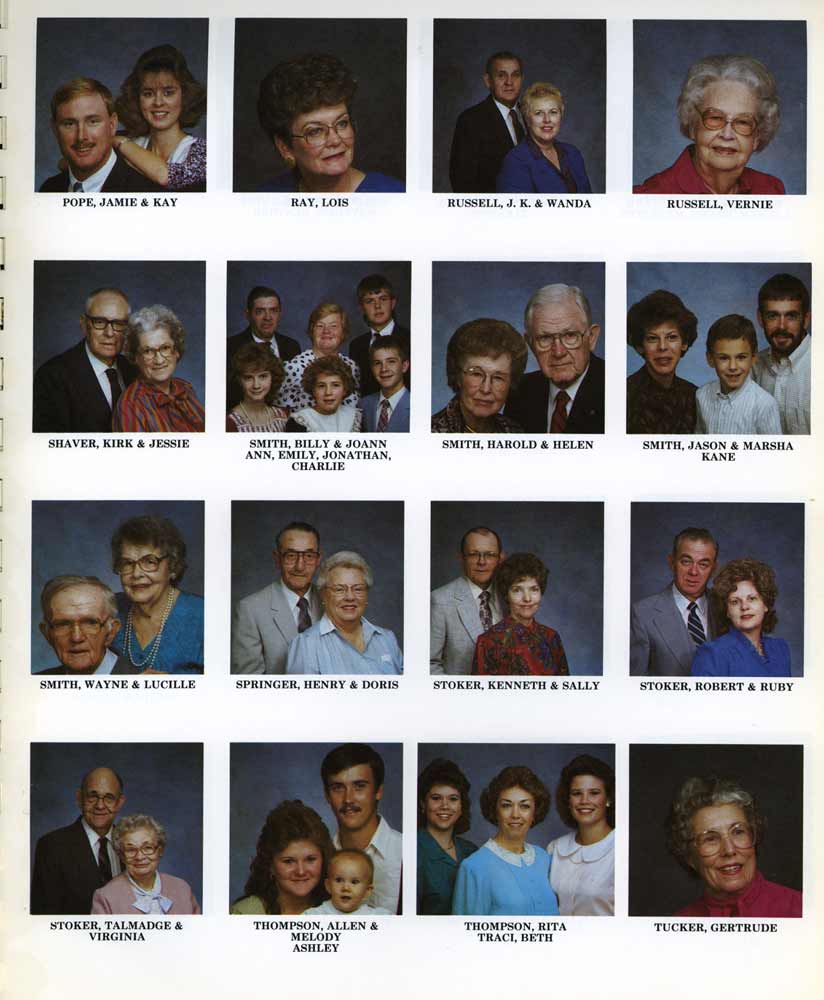 POPE, JAMIE & KAY
RAY, LOIS
RUSSELL, J. K. & WANDA
RUSSELL, VERNIE
SHAVER, KIRK & JESSIE
SMITH, BILLY & JOANN
ANN, EMILY, JONATHAN,
CHARLIE
SMITH, HAROLD & HELEN
SMITH, JASON & MARSHA
KANE
SMITH, WAYNE & LUCILLE
SPRINGER, HENRY & DORIS
STOKER, KENNETH & SALLY
STOKER, ROBERT & RUBY
STOKER, TALMADGE &
VIRGINIA
THOMPSON, ALLEN &
MELODY
ASHLEY
THOMPSON, RITA
TRACI, BETH
TUCKER, GERTRUDE